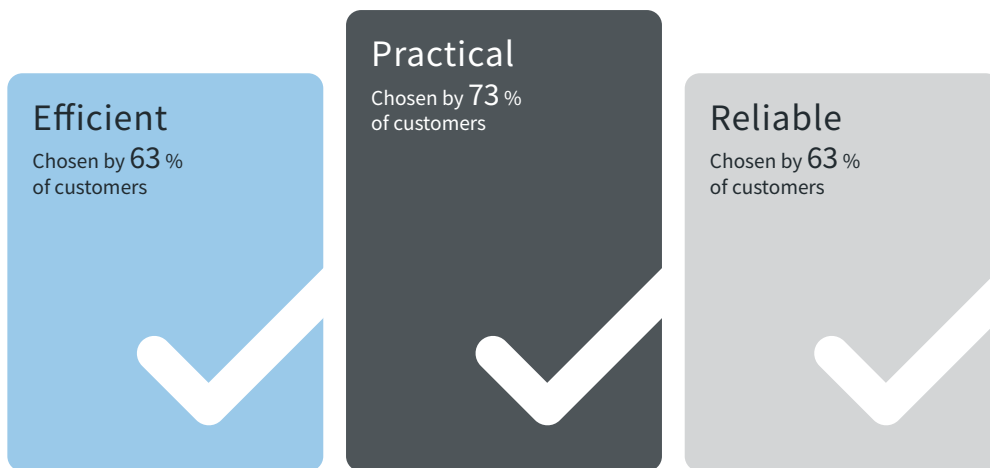 Efficient
Chosen by 63 %
of customers
Practical
Chosen by 73 %
of customers
Reliable
Chosen by 63 %
of customers